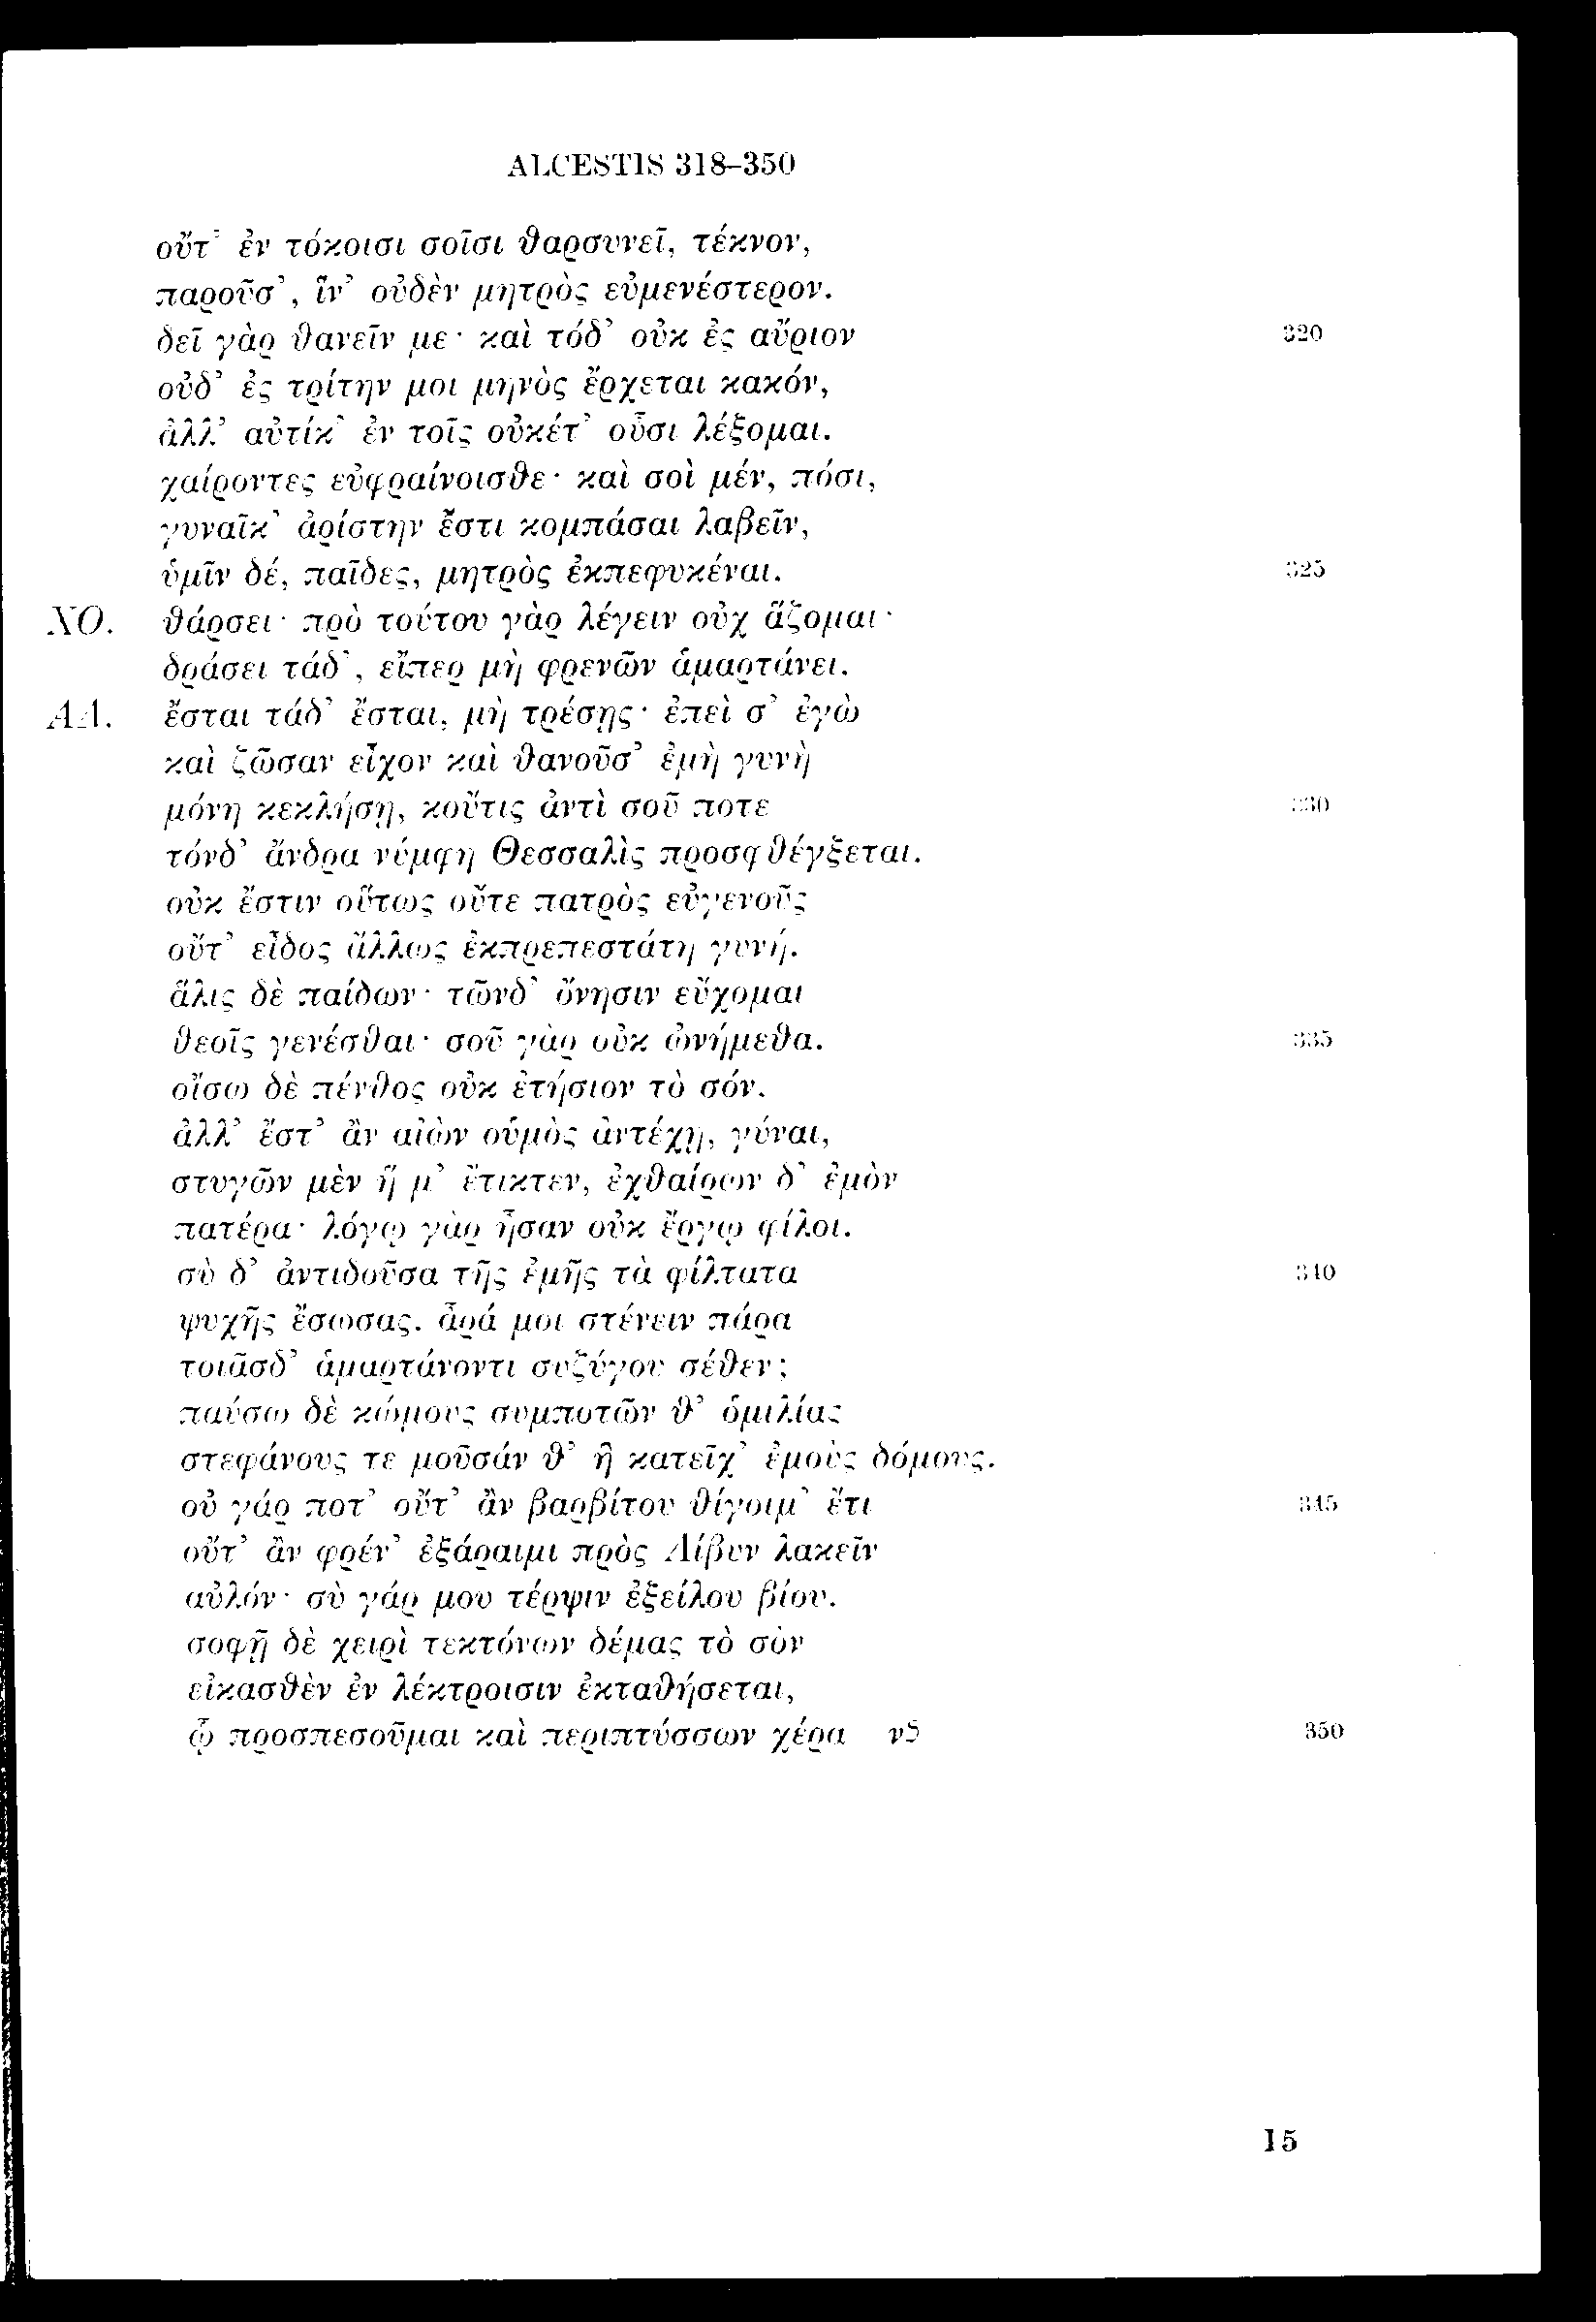 ALCESTIS 318–350
οὔτ’ ἐν τόκοισι σοῖσι θαρσυνεῖ, τέκνον,
παροῦσ’, ἵν’ οὐδὲν μητρὸς εὐμενέστερον.
δεῖ γὰρ θανεῖν με· καὶ τόδ’ οὐκ ἐς αὔριον 320
οὐδ’ ἐς τρίτην μοι μηνὸς ἔρχεται κακόν,
ἀλλ’ αὐτίκ’ ἐν τοῖς οὐκέτ’ οὖσι λέξομαι.
χαίροντες εὐφραίνοισθε· καὶ σοὶ μέν, πόσι,
γυναῖκ’ ἀρίστην ἔστι κομπάσαι λαβεῖν,
ὑμῖν δέ, παῖδες, μητρὸς ἐκπεφυκέναι. 325
ΧΟ. θάρσει· πρὸ τούτου γὰρ λέγειν οὐχ ἅζομαι·
δράσει τάδ’, εἴπερ μὴ φρενῶν ἁμαρτάνει.
ΑΔ. ἔσται τάδ’ ἔσται, μὴ τρέσῃς· ἐπεὶ σ’ ἐγὼ
καὶ ζῶσαν εἶχον καὶ θανοῦσ’ ἐμὴ γυνὴ
μόνη κεκλήσῃ, κοὔτις ἀντὶ σοῦ ποτε 330
τόνδ’ ἄνδρα νύμφη Θεσσαλὶς προσφθέγξεται.
οὐκ ἔστιν οὕτως οὔτε πατρὸς εὐγενοῦς
οὔτ’ εἶδος ἄλλως ἐκπρεπεστάτη γυνή.
ἅλις δὲ παίδων· τῶνδ’ ὄνησιν εὔχομαι
θεοῖς γενέσθαι· σοῦ γὰρ οὐκ ὠνήμεθα. 335
οἴσω δὲ πένθος οὐκ ἐτήσιον τὸ σόν,
ἀλλ’ ἔστ’ ἂν αἰὼν οὑμὸς ἀντέχῃ, γύναι,
στυγῶν μὲν ἥ μ’ ἔτικτεν, ἐχθαίρων δ’ ἐμὸν
πατέρα· λόγῳ γὰρ ἦσαν οὐκ ἔργῳ φίλοι.
σὺ δ’ ἀντιδοῦσα τῆς ἐμῆς τὰ φίλτατα 340
ψυχῆς ἔσωσας. ἆρά μοι στένειν πάρα
τοιᾶσδ’ ἁμαρτάνοντι συζύγου σέθεν;
παύσω δὲ κώμους συμποτῶν θ’ ὁμιλίας
στεφάνους τε μοῦσάν θ’ ἣ κατεῖχ’ ἐμοὺς δόμους.
οὐ γάρ ποτ’ οὔτ’ ἂν βαρβίτου θίγοιμ’ ἔτι 345
οὔτ’ ἂν φρέν’ ἐξάραιμι πρὸς Λίβυν λακεῖν
αὐλόν· σὺ γάρ μου τέρψιν ἐξείλου βίου.
σοφῇ δὲ χειρὶ τεκτόνων δέμας τὸ σὸν
εἰκασθὲν ἐν λέκτροισιν ἐκταθήσεται,
ᾧ προσπεσοῦμαι καὶ περιπτύσσων χέρα 350
15